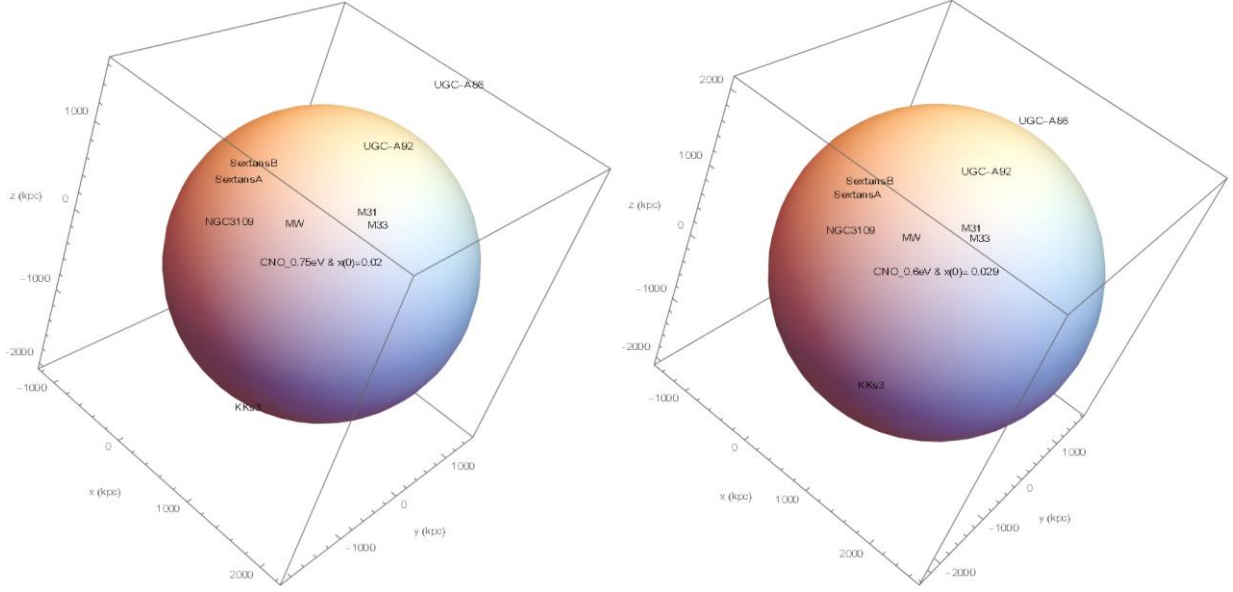 UGC-A86
1000
UGC-A92
SextansB
SextansA
M31
z (kpc)
0
NGC3109
MW
M33
CNO_0.75eV & x(0)=0.02
-1000
-2000
-1000
KKs3
0
1000
x (kpc)
0
1000
y (kpc)
-1000
2000
2000
UGC-A86
1000
UGC-A92
SextansB
SextansA
z (kpc)
M31
0
NGC3109
MW
M33
CNO_0.6eV & x(0)= 0.029
-1000
-2000
KKs3
-1000
1000
0
0
x (kpc)
1000
-1000
y (kpc)
2000
-2000